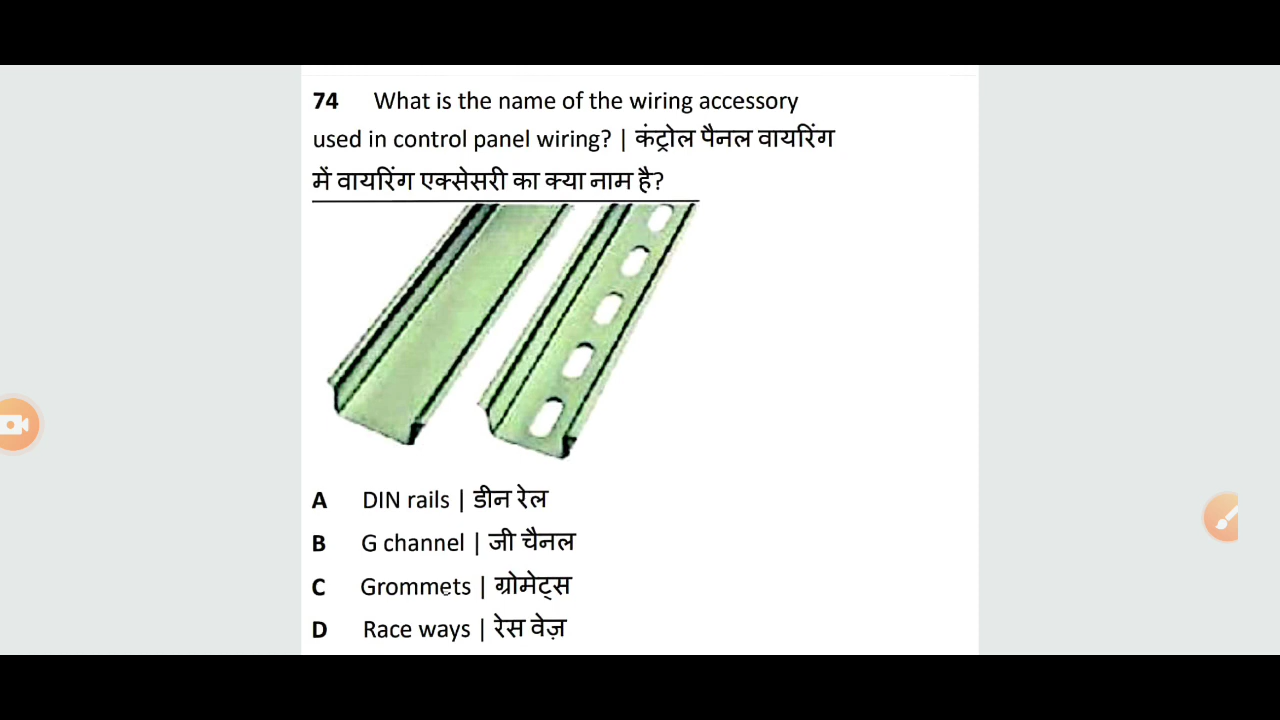 74 What is the name of the wiring accessory
used in control panel wiring? | कंट्रोल पैनल वायरिंग
में वायरिंग एक्सेसरी का क्या नाम है?
A DIN rails | डीन रेल
B G channel | जी चैनल
C Grommets | ग्रोमेट्स
D Race ways | रेस वेज़